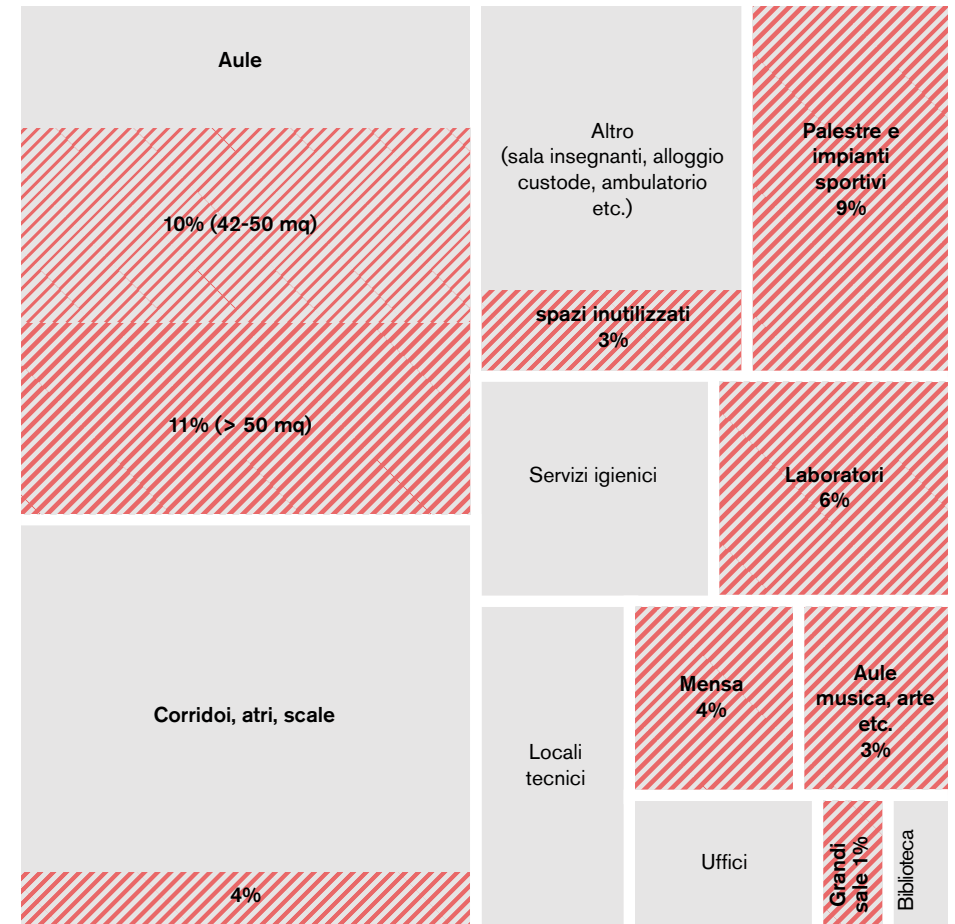 Aule
10% (42-50 mq)
11% (> 50 mq)
Corridoi, atri, scale
4%
Altro
(sala insegnanti, alloggio
custode, ambulatorio
etc.)
spazi inutilizzati
3%
Palestre e
impianti
sportivi
9%
Servizi igienici
Laboratori
6%
Locali
tecnici
Mensa
4%
Aule
musica, arte
etc.
3%
Uffici
Grandi
sale 1%
Biblioteca